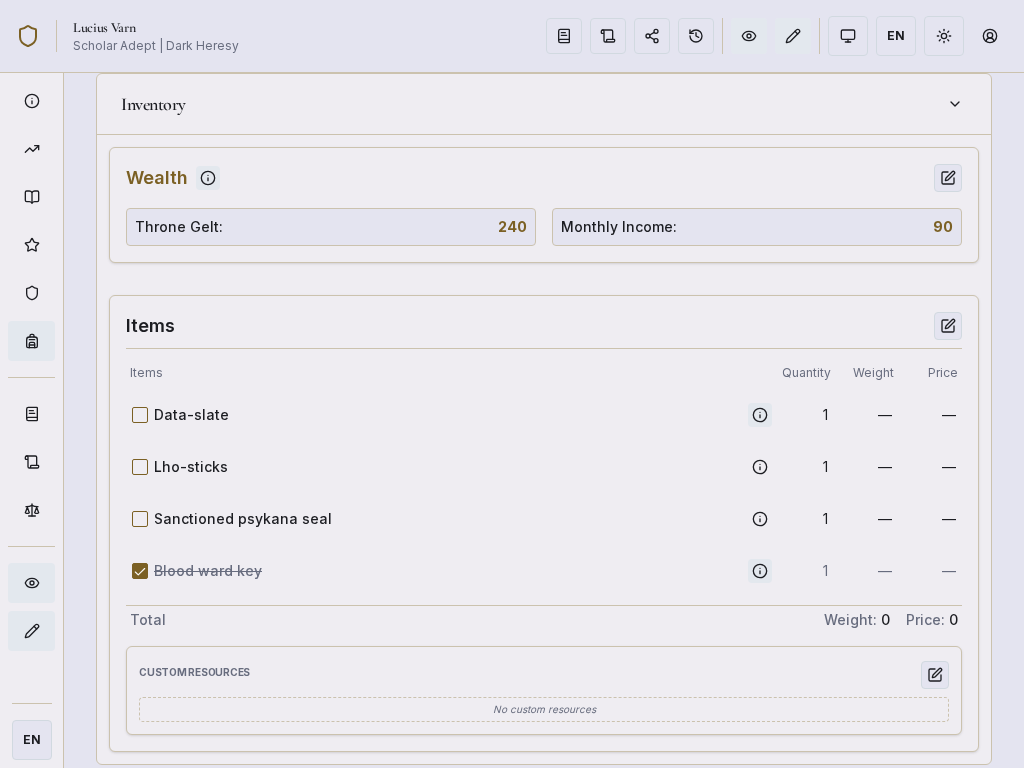 Lucius Varn
Scholar Adept | Dark Heresy
EN
Inventory
Wealth
Throne Gelt: 240
Monthly Income: 90
Items
Items Quantity Weight Price
Data-slate 1 — —
Lho-sticks 1 — —
Sanctioned psykana seal 1 — —
Blood ward key 1 — —
Total Weight: 0 Price: 0
CUSTOMRESOURCES
No custom resources
EN